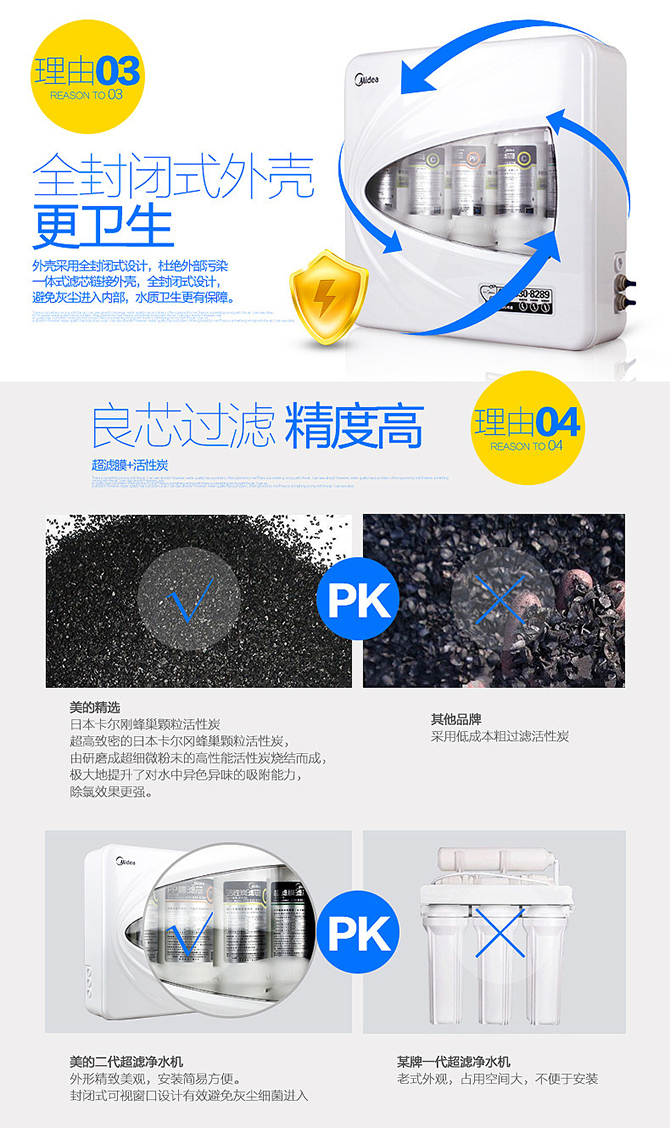 理由03
REASON TO 03
Midea
全封闭式外壳
更卫生
外壳采用全封闭式设计，杜绝外部污染
一体式滤芯链接外壳，全封闭式设计，
避免灰尘进入内部，水质卫生更有保障。
良芯过滤 精度高
超滤膜+活性炭
理由04
REASON TO 04
PK
美的精选
日本卡尔刚蜂巢颗粒活性炭
超高致密的日本卡尔冈蜂巢颗粒活性炭，
由研磨成超细微粉末的高性能活性炭烧结而成，
极大地提升了对水中异色异味的吸附能力，
除氯效果更强。
其他品牌
采用低成本粗过滤活性炭
Midea
PK
美的二代超滤净水机
外形精致美观，安装简易方便。
封闭式可视窗口设计有效避免灰尘细菌进入
某牌一代超滤净水机
老式外观，占用空间大，不便于安装